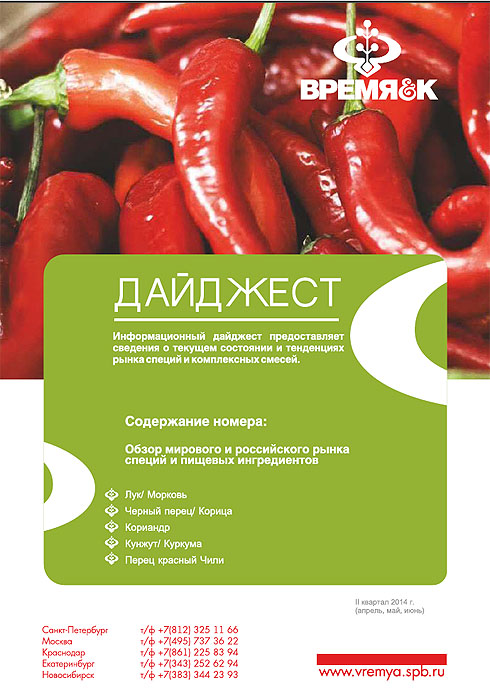 ВРЕМЯ&К
ДАЙДЖЕСТ
Информационный дайджест предоставляет
сведения о текущем состоянии и тенденциях
рынка специй и комплексных смесей.
Содержание номера:
Обзор мирового и российского рынка
специй и пищевых ингредиентов
Лук/ Морковь
Черный перец/ Корица
Кориандр
Кунжут/ Куркума
Перец красный Чили
II квартал 2014 г.
(апрель, май, июнь)
Санкт-Петербург т/ф +7(812) 325 11 66
Москва т/ф +7(495) 737 36 22
Краснодар т/ф +7(861) 225 83 94
Екатеринбург т/ф +7(343) 252 62 94
Новосибирск т/ф +7(383) 344 23 93
www.vremya.spb.ru